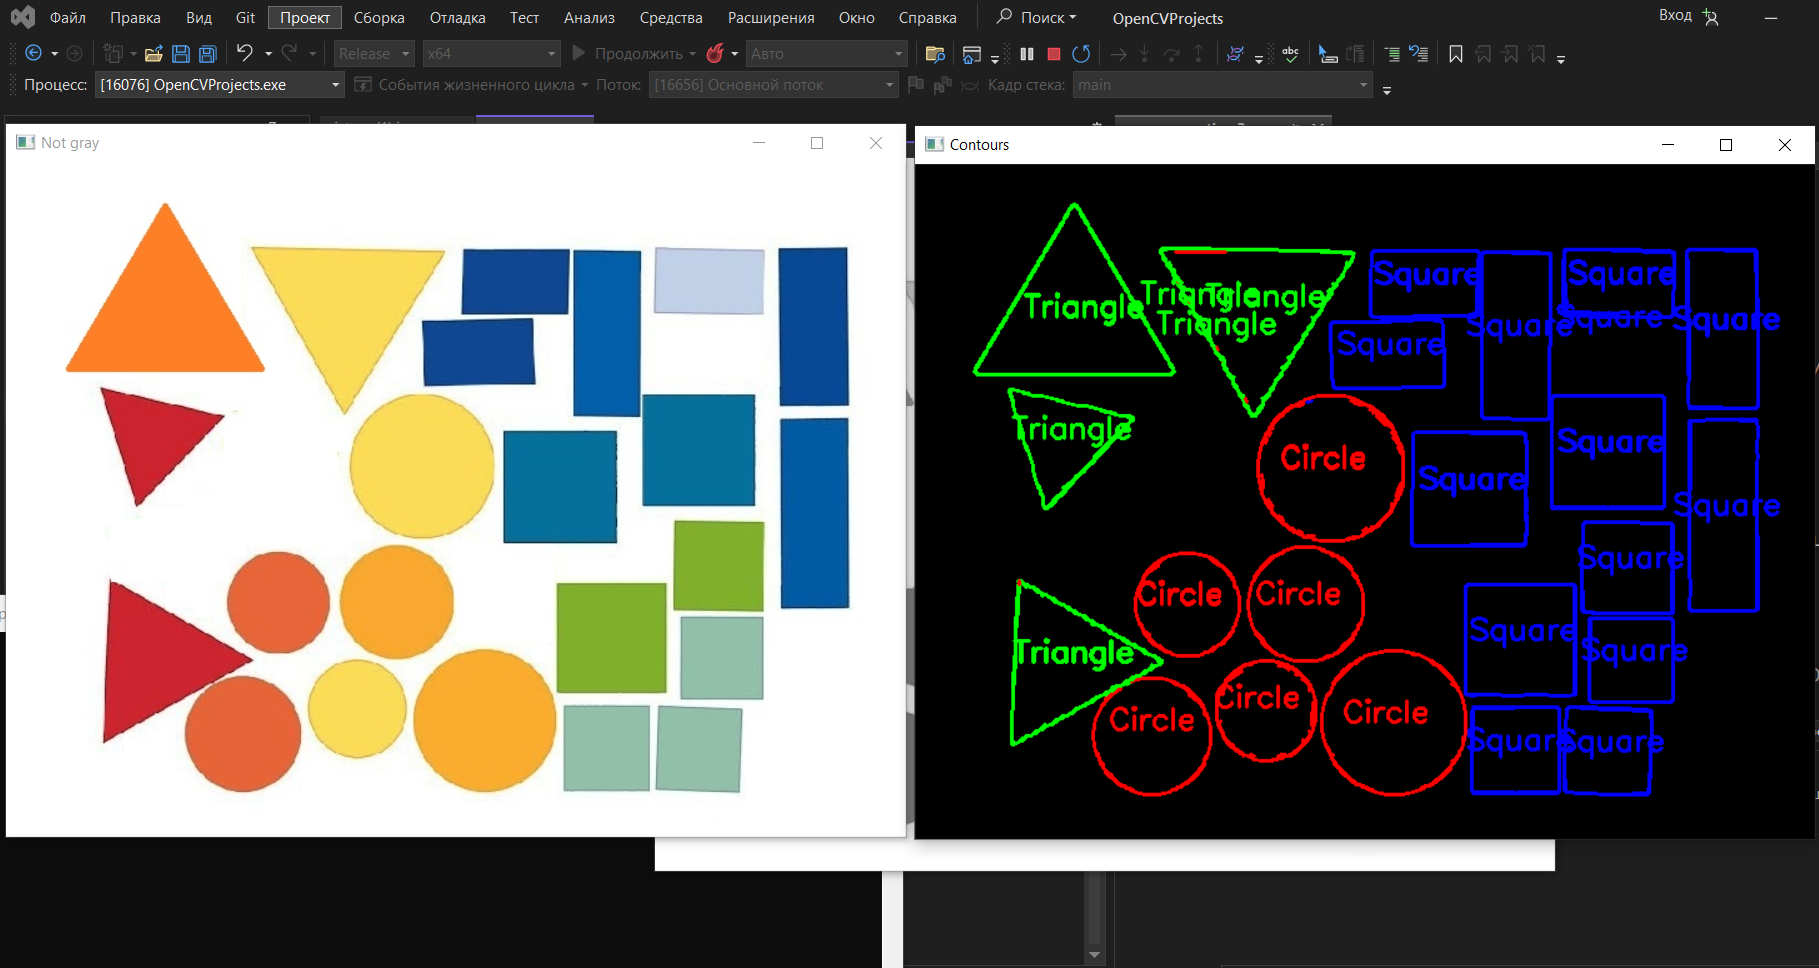 Файл Правка Вид Git Проект Сборка Отладка Тест Анализ Средства Расширения Окно Справка Поиск OpenCVProjects Вход
Release x64 Продолжить Авто
Процесс: [16076] OpenCVProjects.exe События жизненного цикла Поток: [16656] Основной поток Кадр стека: main
Not gray
Contours
Square
Square
Triangle
Triangle
Triangle
Triangle
Square
Square
Square
Square
Square
Triangle
Square
Circle
Square
Square
Square
Circle
Circle
Square
Square
Triangle
Square
Circle
Circle
Circle
Square
Square